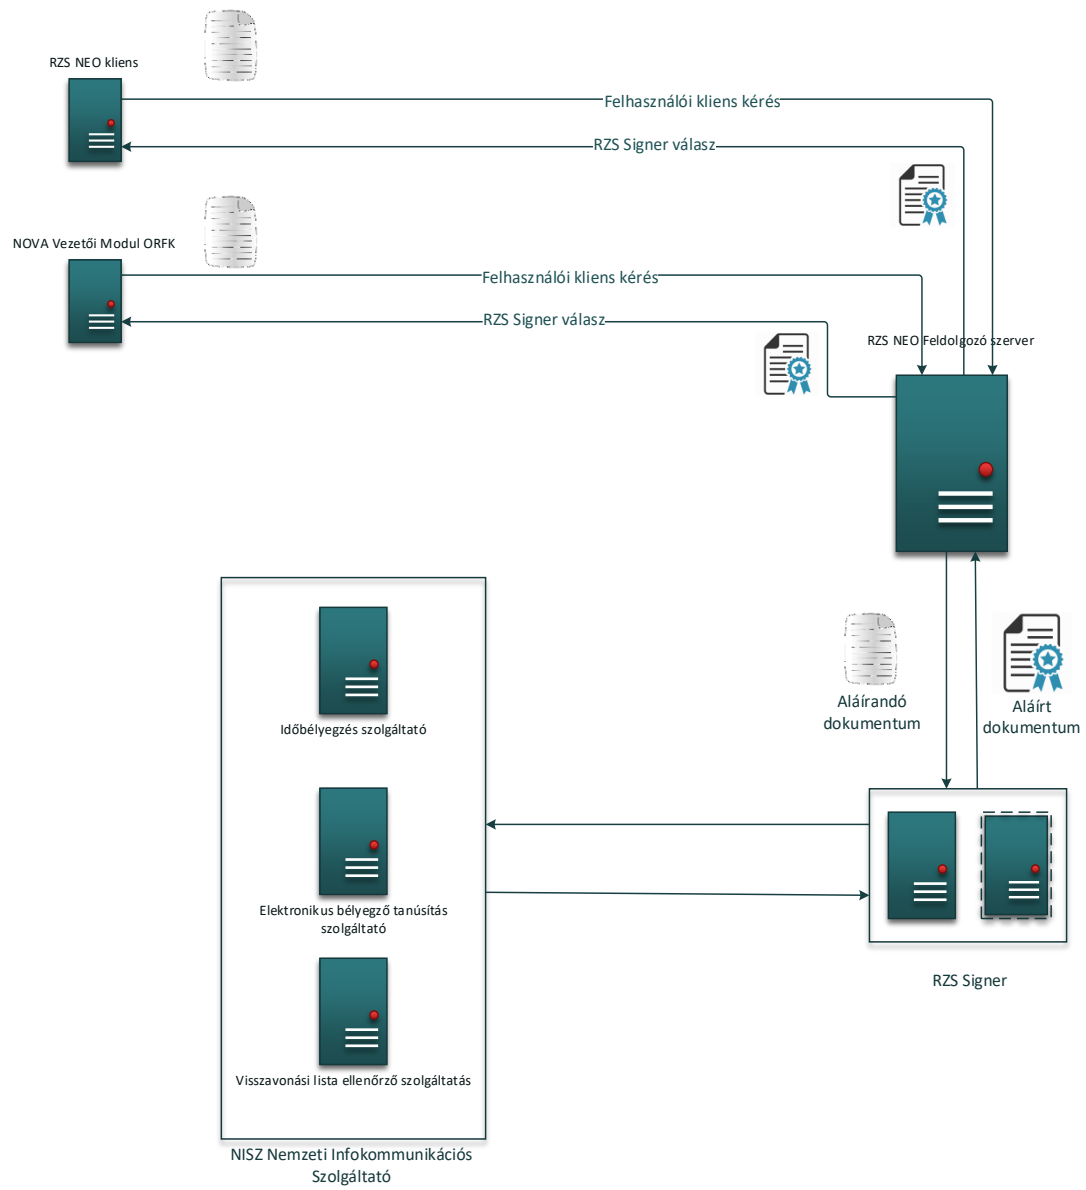 RZS NEO kliens
Felhasználói kliens kérés
RZS Signer válasz
NOVA Vezetői Modul ORFK
Felhasználói kliens kérés
RZS Signer válasz
RZS NEO Feldolgozó szerver
Időbélyegzés szolgáltató
Aláírandó
dokumentum
Aláírt
dokumentum
Elektronikus bélyegző tanúsítás
szolgáltató
RZS Signer
Visszavonási lista ellenőrző szolgáltatás
NISZ Nemzeti Infokommunikációs
Szolgáltató